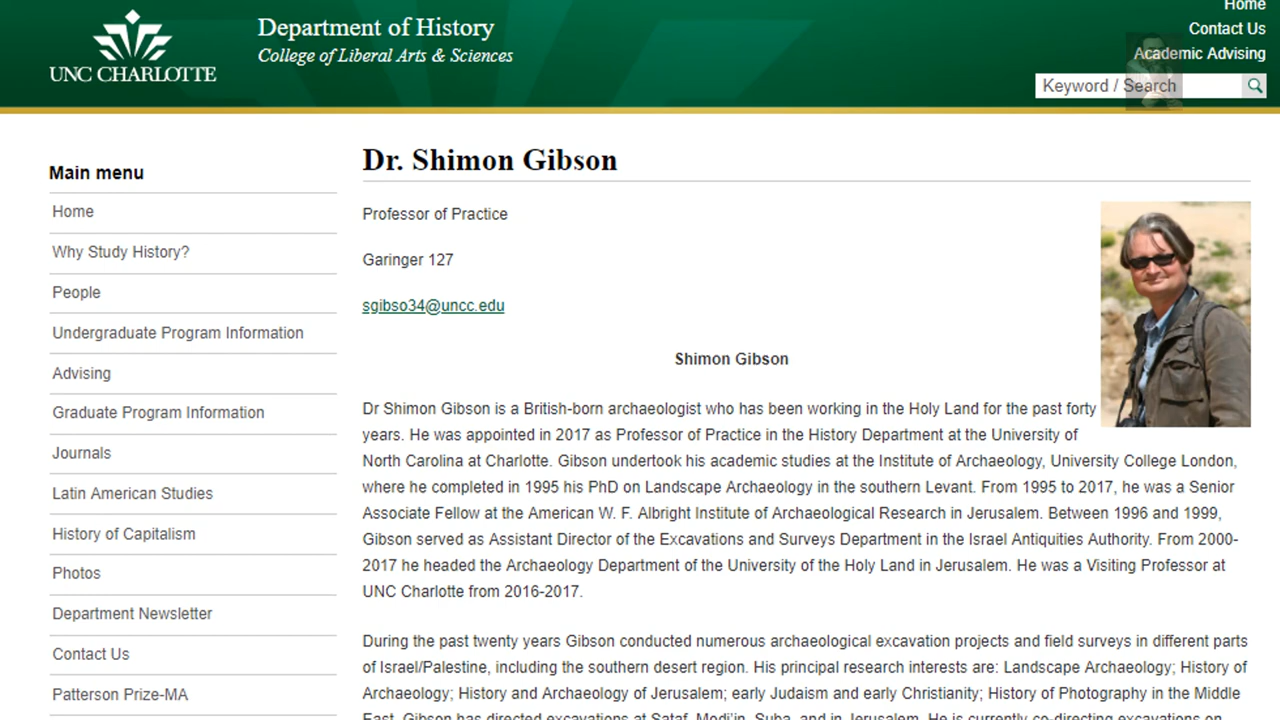 Home
Department of History
Contact Us
College of Liberal Arts & Sciences
Academic Advising
UNC CHARLOTTE
Keyword / Search
Dr. Shimon Gibson
Main menu
Home
Why Study History?
People
Undergraduate Program Information
Advising
Graduate Program Information
Journals
Latin American Studies
History of Capitalism
Photos
Department Newsletter
Contact Us
Patterson Prize-MA
Professor of Practice
Garinger 127
sgibso34@uncc.edu
Shimon Gibson
Dr Shimon Gibson is a British-born archaeologist who has been working in the Holy Land for the past forty
years. He was appointed in 2017 as Professor of Practice in the History Department at the University of
North Carolina at Charlotte. Gibson undertook his academic studies at the Institute of Archaeology, University College London,
where he completed in 1995 his PhD on Landscape Archaeology in the southern Levant. From 1995 to 2017, he was a Senior
Associate Fellow at the American W. F. Albright Institute of Archaeological Research in Jerusalem. Between 1996 and 1999,
Gibson served as Assistant Director of the Excavations and Surveys Department in the Israel Antiquities Authority. From 2000-
2017 he headed the Archaeology Department of the University of the Holy Land in Jerusalem. He was a Visiting Professor at
UNC Charlotte from 2016-2017.
During the past twenty years Gibson conducted numerous archaeological excavation projects and field surveys in different parts
of Israel/Palestine, including the southern desert region. His principal research interests are: Landscape Archaeology; History of
Archaeology; History and Archaeology of Jerusalem; early Judaism and early Christianity; History of Photography in the Middle
East. Gibson has directed excavations at Sataf, Modi'in, Suba, and in Jerusalem. He is currently co-directing excavations on